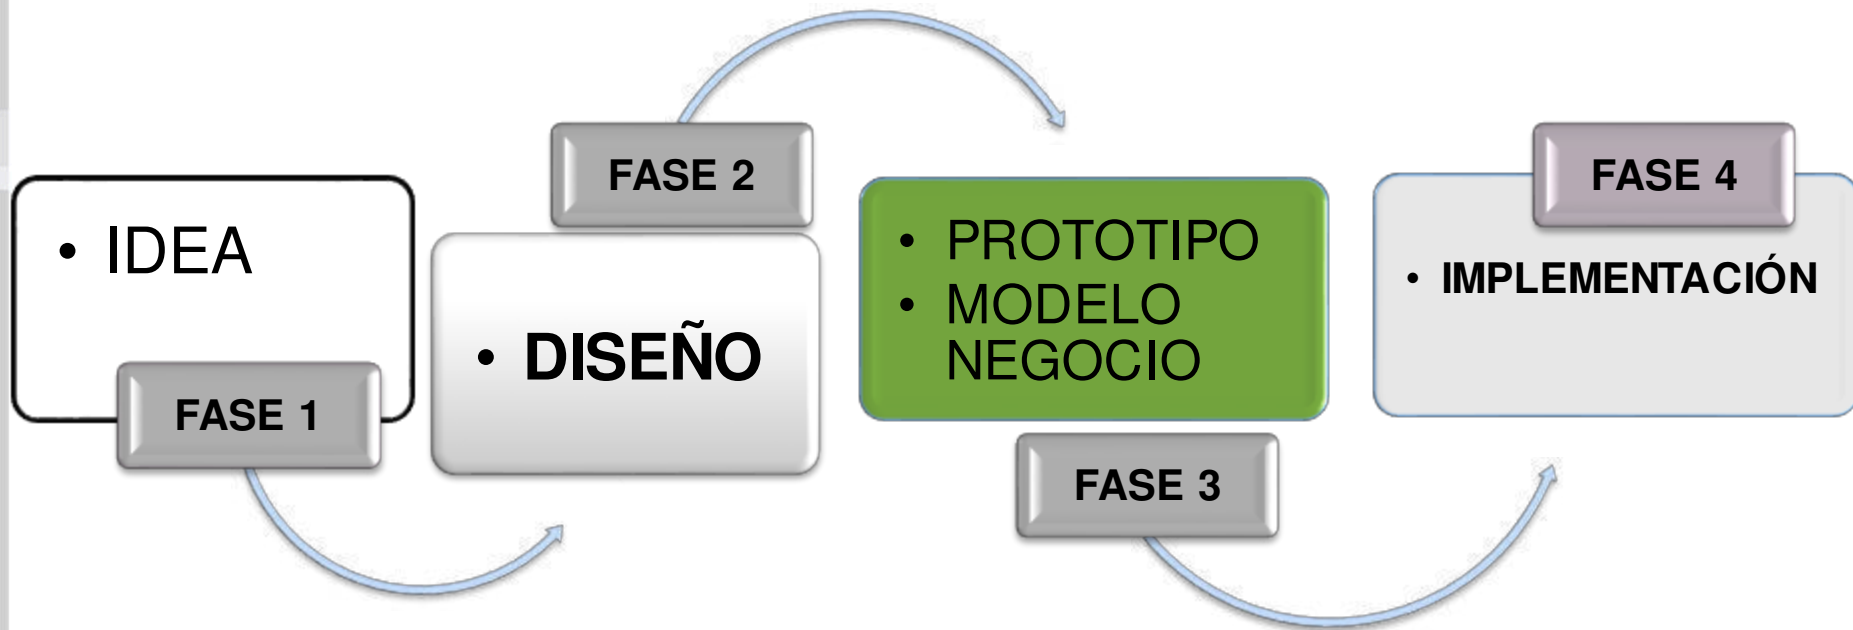 • IDEA
FASE 1
FASE 2
• DISEÑO
• PROTOTIPO
• MODELO
NEGOCIO
FASE 3
FASE 4
• IMPLEMENTACIÓN